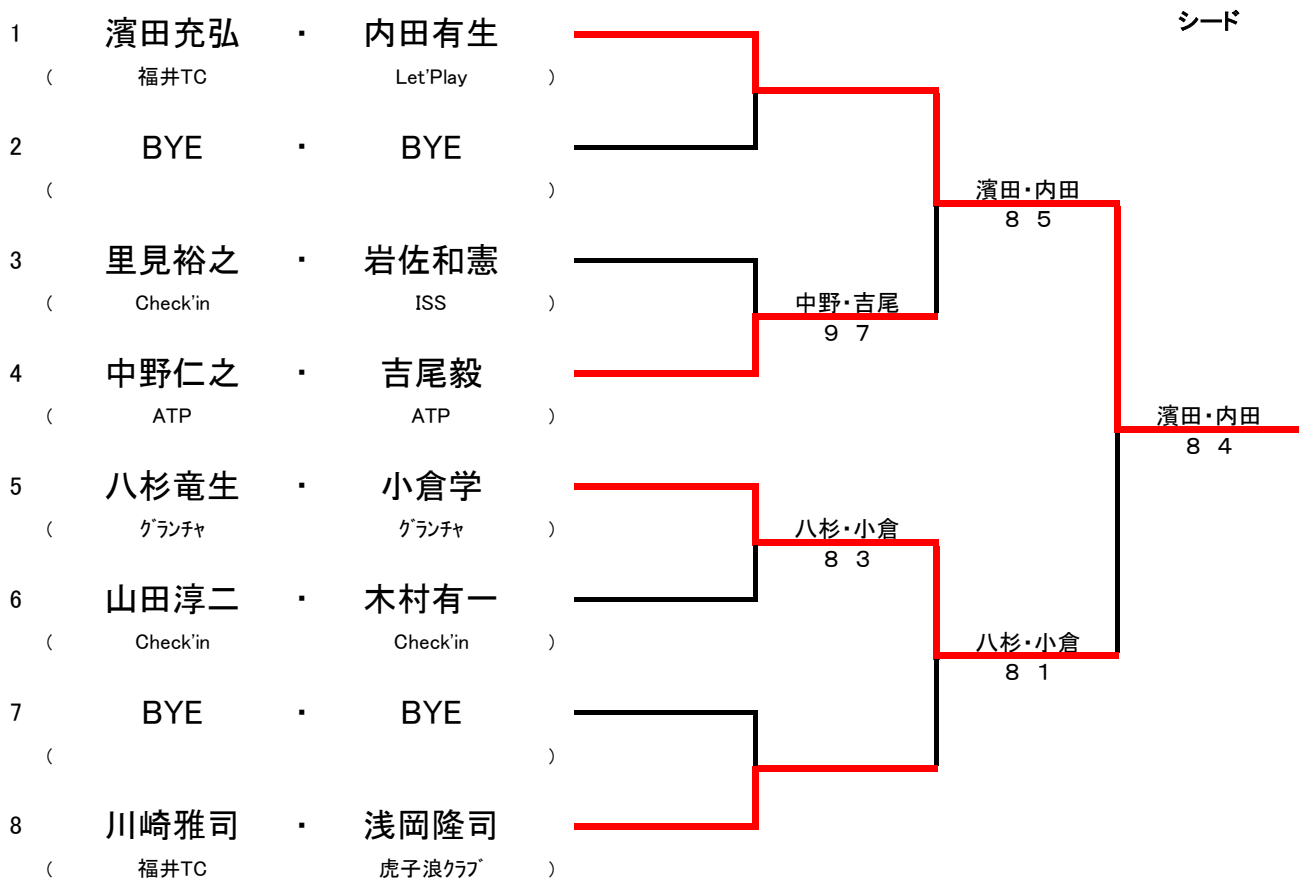 シード
1 濱田充弘 ・ 内田有生
( 福井TC Let'Play )
2 BYE ・ BYE
( )
濱田・内田
8 5
3 里見裕之 ・ 岩佐和憲
( Check'in ISS )
中野・吉尾
9 7
4 中野仁之 ・ 吉尾毅
( ATP ATP )
濱田・内田
8 4
5 八杉竜生 ・ 小倉学
( グランチャ グランチャ )
八杉・小倉
8 3
6 山田淳二 ・ 木村有一
( Check'in Check'in )
八杉・小倉
8 1
7 BYE ・ BYE
( )
8 川崎雅司 ・ 浅岡隆司
( 福井TC 虎子浪クラブ )